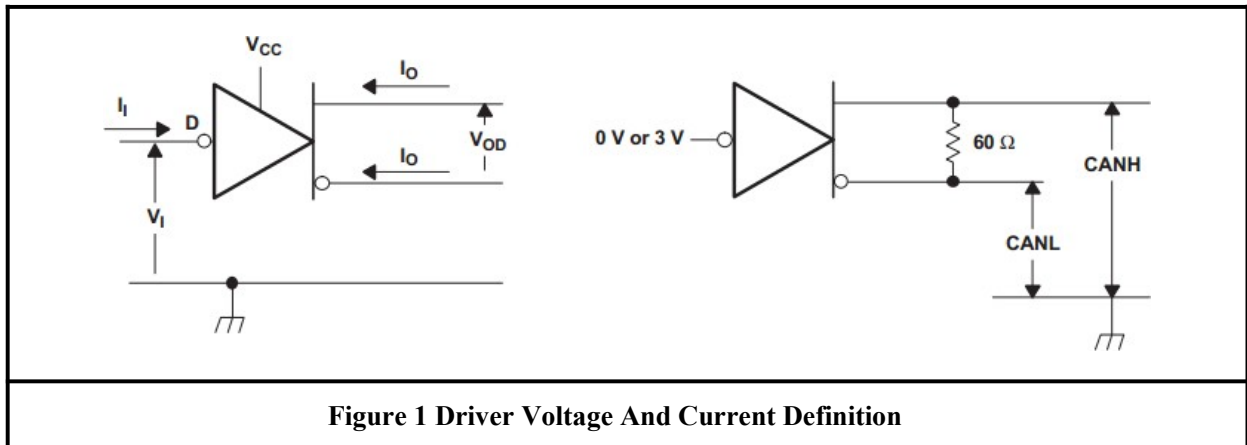 VCC
IO
II
D
VOD
IO
VI
0 V or 3 V
60 Ω
CANH
CANL
Figure 1 Driver Voltage And Current Definition